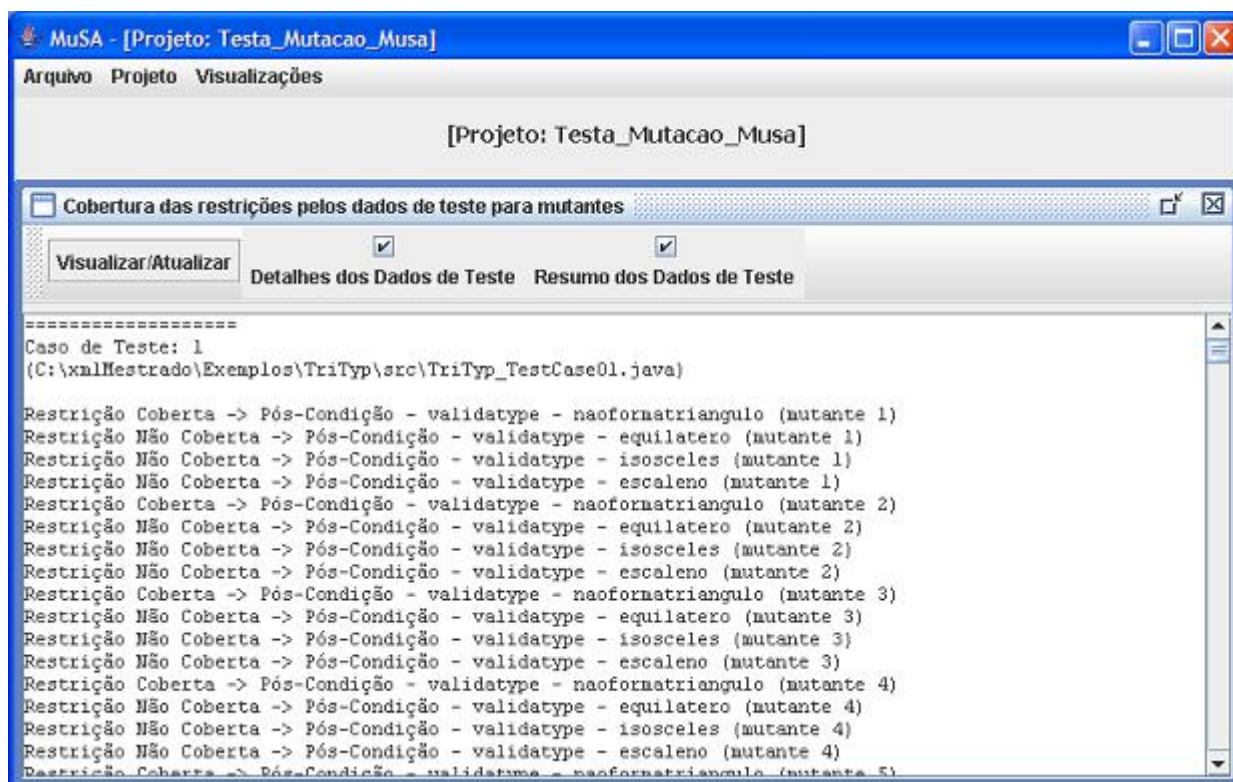 MuSA - [Projeto: Testa_Mutacao_Musa]
Arquivo Projeto Visualizações
[Projeto: Testa_Mutacao_Musa]
Cobertura das restrições pelos dados de teste para mutantes
Visualizar/Atualizar
Detalhes dos Dados de Teste Resumo dos Dados de Teste
===================
Caso de Teste: 1
(C:\xmlMestrado\Exemplos\TriTyp\src\TriTyp_TestCase01.java)
Restrição Coberta -> Pós-Condição - validatype - naoformatriangulo (mutante 1)
Restrição Não Coberta -> Pós-Condição - validatype - equilatero (mutante 1)
Restrição Não Coberta -> Pós-Condição - validatype - isosceles (mutante 1)
Restrição Não Coberta -> Pós-Condição - validatype - escaleno (mutante 1)
Restrição Coberta -> Pós-Condição - validatype - naoformatriangulo (mutante 2)
Restrição Não Coberta -> Pós-Condição - validatype - equilatero (mutante 2)
Restrição Não Coberta -> Pós-Condição - validatype - isosceles (mutante 2)
Restrição Não Coberta -> Pós-Condição - validatype - escaleno (mutante 2)
Restrição Coberta -> Pós-Condição - validatype - naoformatriangulo (mutante 3)
Restrição Não Coberta -> Pós-Condição - validatype - equilatero (mutante 3)
Restrição Não Coberta -> Pós-Condição - validatype - isosceles (mutante 3)
Restrição Não Coberta -> Pós-Condição - validatype - escaleno (mutante 3)
Restrição Coberta -> Pós-Condição - validatype - naoformatriangulo (mutante 4)
Restrição Não Coberta -> Pós-Condição - validatype - equilatero (mutante 4)
Restrição Não Coberta -> Pós-Condição - validatype - isosceles (mutante 4)
Restrição Não Coberta -> Pós-Condição - validatype - escaleno (mutante 4)
Restrição Coberta -> Pós-Condição - validatype - naoformatriangulo (mutante 5)